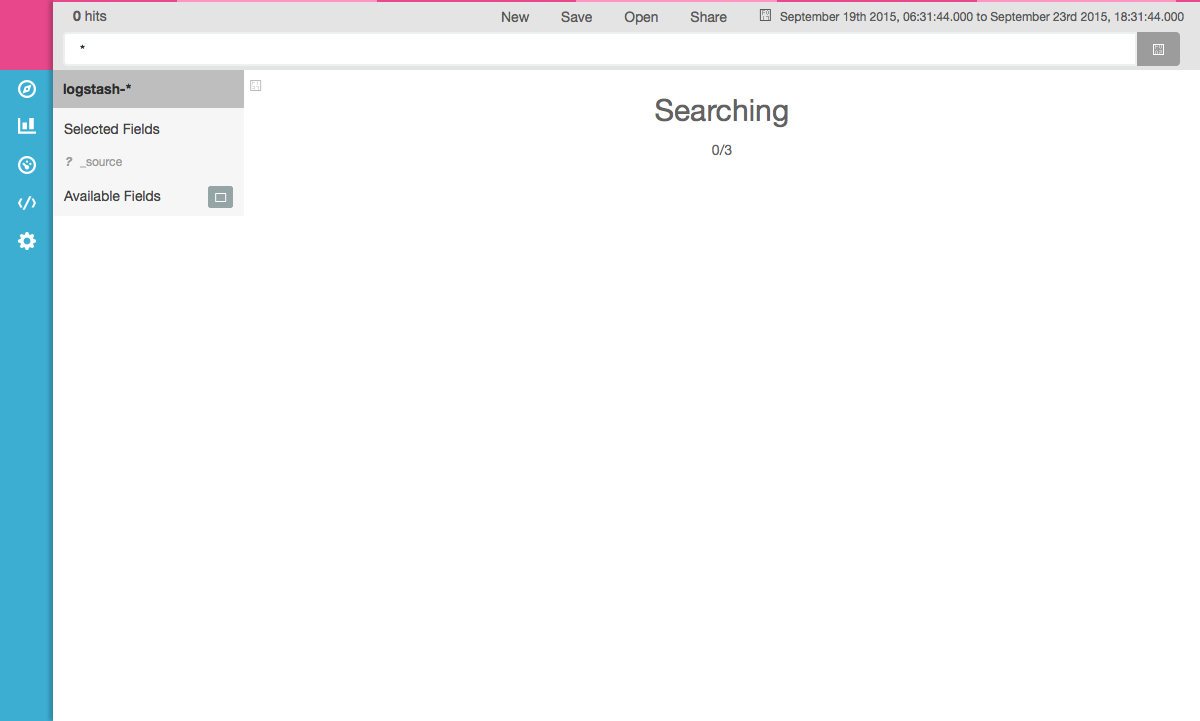 0 hits
New Save Open Share September 19th 2015, 06:31:44.000 to September 23rd 2015, 18:31:44.000
*
logstash-*
Searching
0/3
Selected Fields
? _source
Available Fields